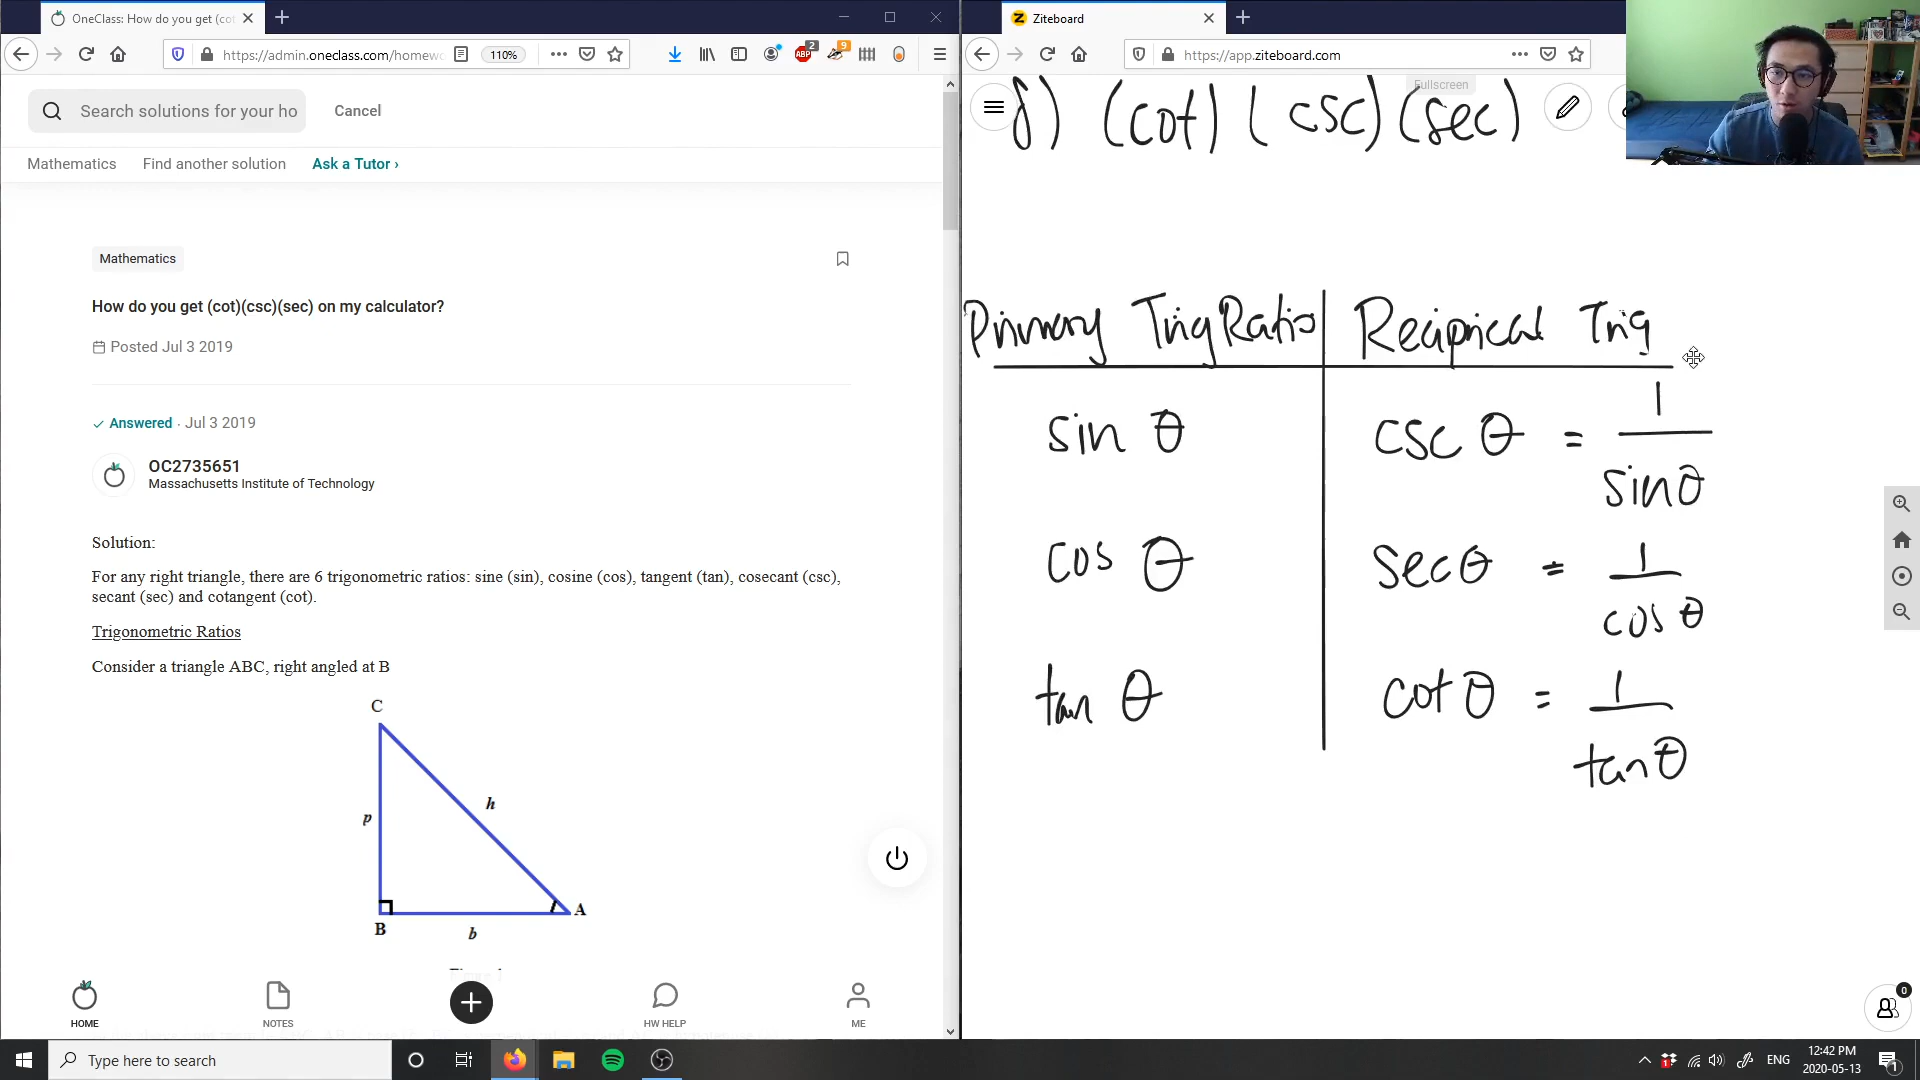 OneClass: How do you get (cot
Ziteboard
https://admin.oneclass.com/homewo
110%
2
9
https://app.ziteboard.com
Search solutions for your ho
Cancel
Mathematics
Find another solution
Ask a Tutor ›
Mathematics
How do you get (cot)(csc)(sec) on my calculator?
Posted Jul 3 2019
Answered · Jul 3 2019
OC2735651
Massachusetts Institute of Technology
Solution:
For any right triangle, there are 6 trigonometric ratios: sine (sin), cosine (cos), tangent (tan), cosecant (csc),
secant (sec) and cotangent (cot).
Trigonometric Ratios
Consider a triangle ABC, right angled at B
C
h
p
A
B
b
HOME
NOTES
HW HELP
ME
Fullscreen
(cot) (csc) (sec)
Primary Trig Ratios
Reciprical Trig
sin θ
csc θ = 1/sinθ
cos θ
sec θ = 1/cos θ
tan θ
cot θ = 1/tanθ
0
Type here to search
ENG
12:42 PM
2020-05-13
1